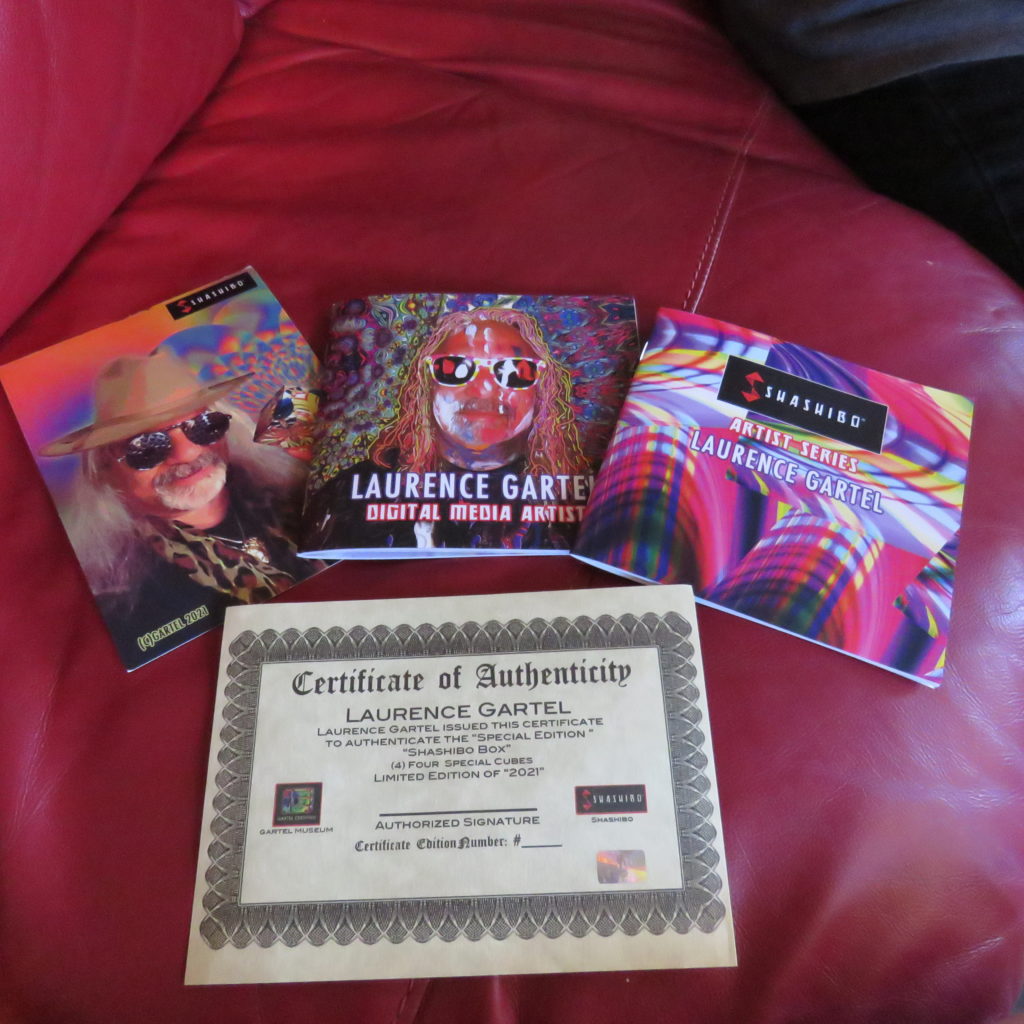 SHASHIBO
(C)GARTEL 2021
LAURENCE GARTEL
DIGITAL MEDIA ARTIST
SHASHIBO
ARTIST SERIES
LAURENCE GARTEL
Certificate of Authenticity
LAURENCE GARTEL
LAURENCE GARTEL ISSUED THIS CERTIFICATE
TO AUTHENTICATE THE "SPECIAL EDITION "
"SHASHIBO BOX"
(4) FOUR SPECIAL CUBES
LIMITED EDITION OF "2021"
GARTEL MUSEUM
SHASHIBO
SHASHIBO
AUTHORIZED SIGNATURE
Certificate Edition Number: #____